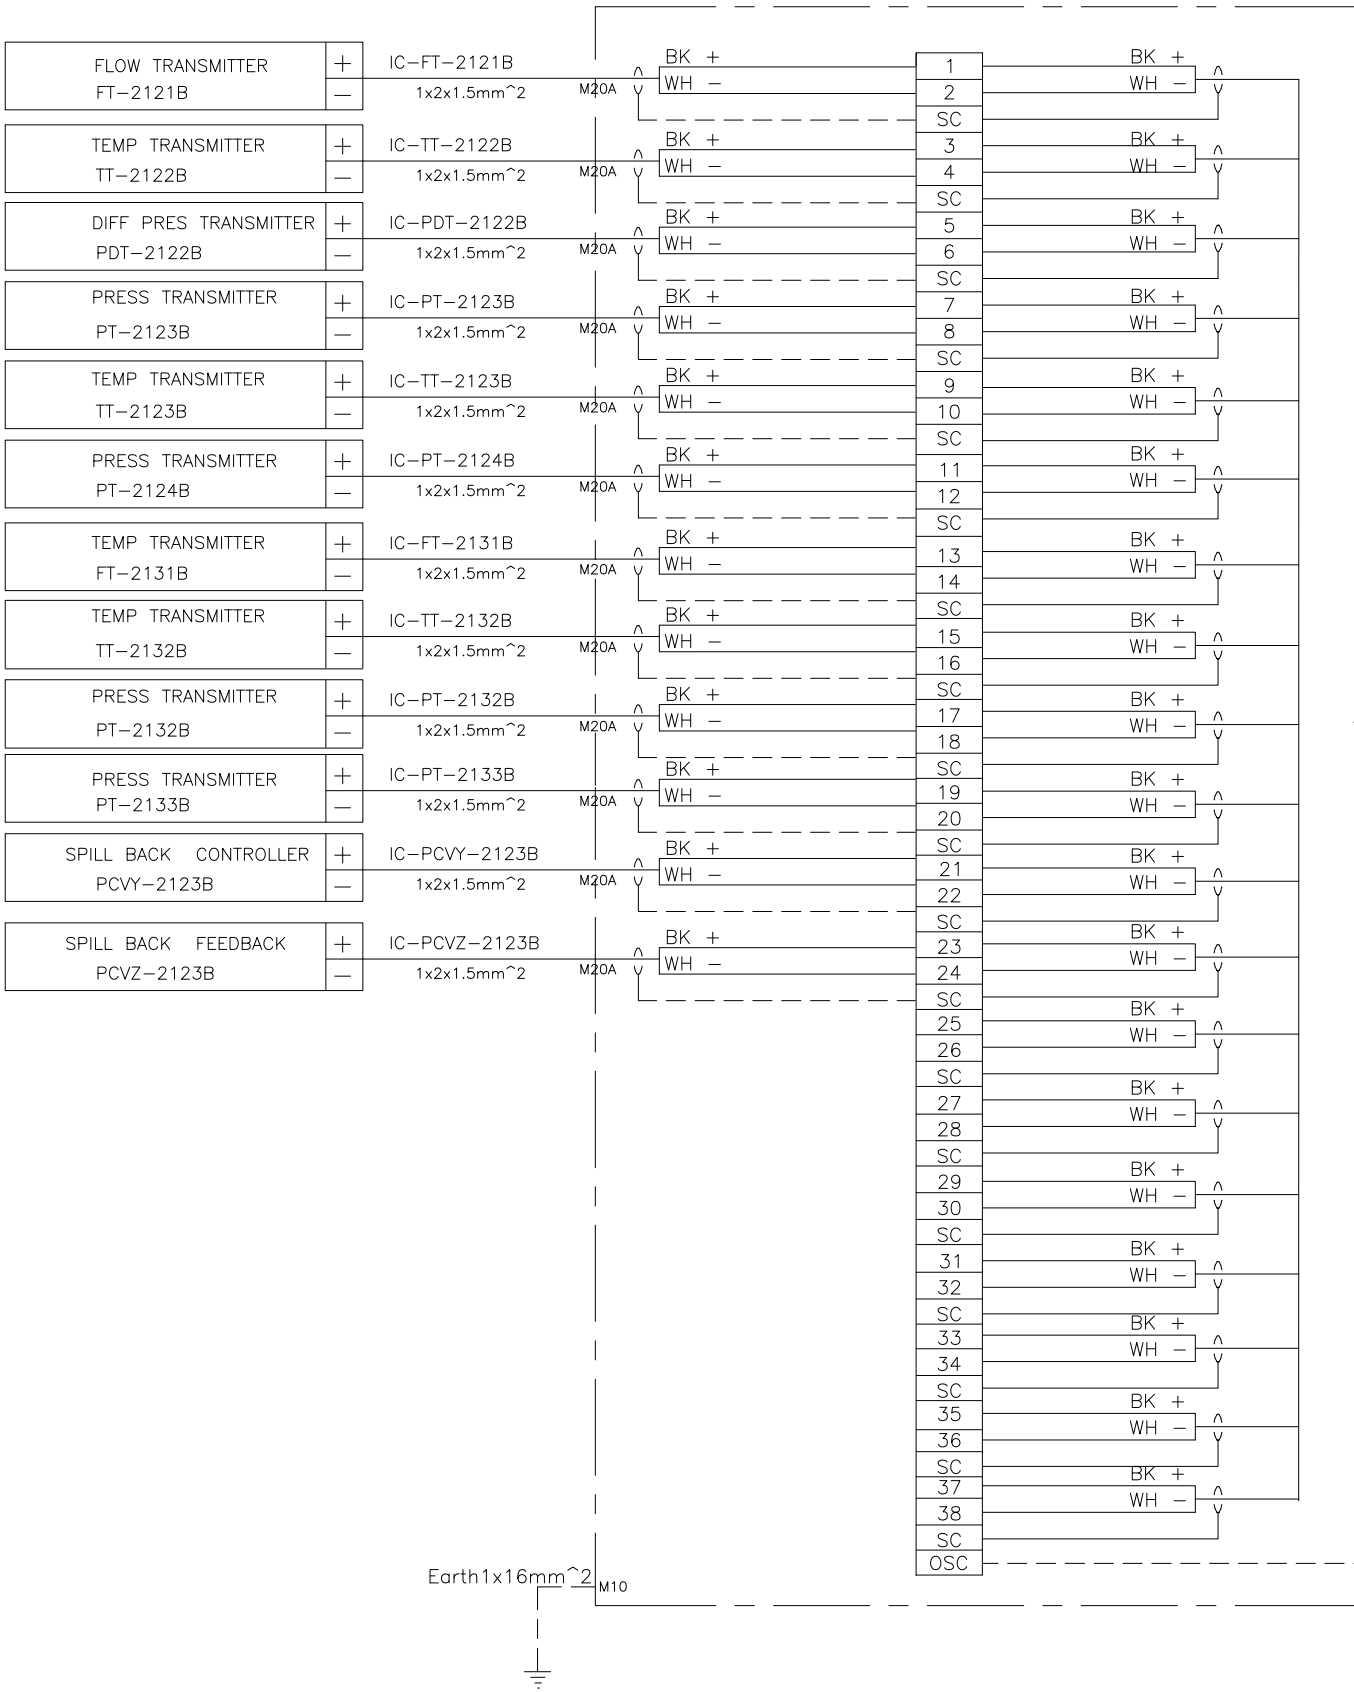 FLOW TRANSMITTER + IC-FT-2121B BK + 1 BK +
FT-2121B - 1x2x1.5mm^2 M20A WH - 2 WH -
SC
TEMP TRANSMITTER + IC-TT-2122B BK + 3 BK +
TT-2122B - 1x2x1.5mm^2 M20A WH - 4 WH -
SC
DIFF PRES TRANSMITTER + IC-PDT-2122B BK + 5 BK +
PDT-2122B - 1x2x1.5mm^2 M20A WH - 6 WH -
SC
PRESS TRANSMITTER + IC-PT-2123B BK + 7 BK +
PT-2123B - 1x2x1.5mm^2 M20A WH - 8 WH -
SC
TEMP TRANSMITTER + IC-TT-2123B BK + 9 BK +
TT-2123B - 1x2x1.5mm^2 M20A WH - 10 WH -
SC
PRESS TRANSMITTER + IC-PT-2124B BK + 11 BK +
PT-2124B - 1x2x1.5mm^2 M20A WH - 12 WH -
SC
TEMP TRANSMITTER + IC-FT-2131B BK + 13 BK +
FT-2131B - 1x2x1.5mm^2 M20A WH - 14 WH -
SC
TEMP TRANSMITTER + IC-TT-2132B BK + 15 BK +
TT-2132B - 1x2x1.5mm^2 M20A WH - 16 WH -
SC
PRESS TRANSMITTER + IC-PT-2132B BK + 17 BK +
PT-2132B - 1x2x1.5mm^2 M20A WH - 18 WH -
SC
PRESS TRANSMITTER + IC-PT-2133B BK + 19 BK +
PT-2133B - 1x2x1.5mm^2 M20A WH - 20 WH -
SC
SPILL BACK CONTROLLER + IC-PCVY-2123B BK + 21 BK +
PCVY-2123B - 1x2x1.5mm^2 M20A WH - 22 WH -
SC
SPILL BACK FEEDBACK + IC-PCVZ-2123B BK + 23 BK +
PCVZ-2123B - 1x2x1.5mm^2 M20A WH - 24 WH -
SC
25 BK +
26 WH -
SC
27 BK +
28 WH -
SC
29 BK +
30 WH -
SC
31 BK +
32 WH -
SC
33 BK +
34 WH -
SC
35 BK +
36 WH -
SC
37 BK +
38 WH -
SC
OSC
Earth1x16mm^2 M10